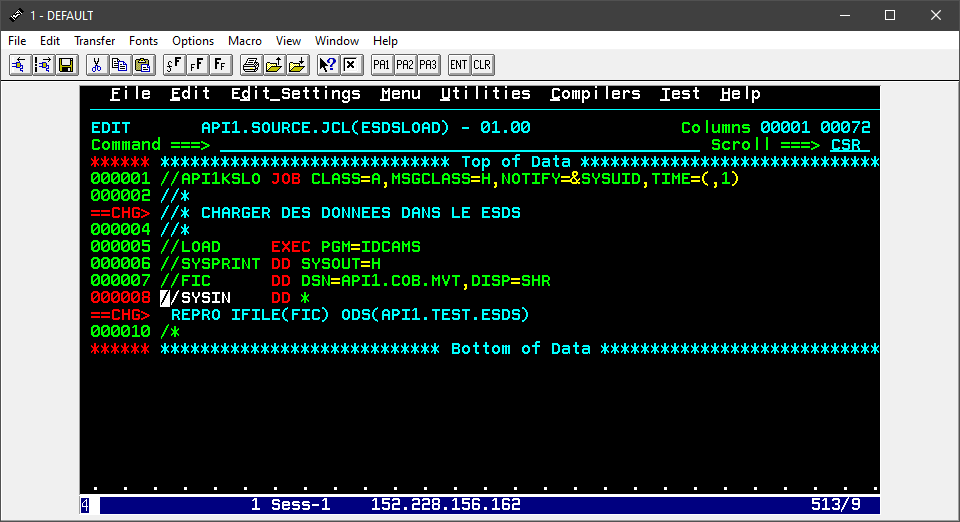 1 - DEFAULT
File Edit Transfer Fonts Options Macro View Window Help
PA1 PA2 PA3 ENT CLR
File Edit Edit_Settings Menu Utilities Compilers Test Help
EDIT API1.SOURCE.JCL(ESDSLOAD) - 01.00 Columns 00001 00072
Command ===> Scroll ===> CSR
****** **************************** Top of Data ******************************
000001 //API1KSLO JOB CLASS=A,MSGCLASS=H,NOTIFY=&SYSUID,TIME=(,1)
000002 //*
==CHG> //* CHARGER DES DONNEES DANS LE ESDS
000004 //*
000005 //LOAD EXEC PGM=IDCAMS
000006 //SYSPRINT DD SYSOUT=H
000007 //FIC DD DSN=API1.COB.MVT,DISP=SHR
000008 //SYSIN DD *
==CHG> REPRO IFILE(FIC) ODS(API1.TEST.ESDS)
000010 /*
****** **************************** Bottom of Data ****************************
4 1 Sess-1 152.228.156.162 513/9